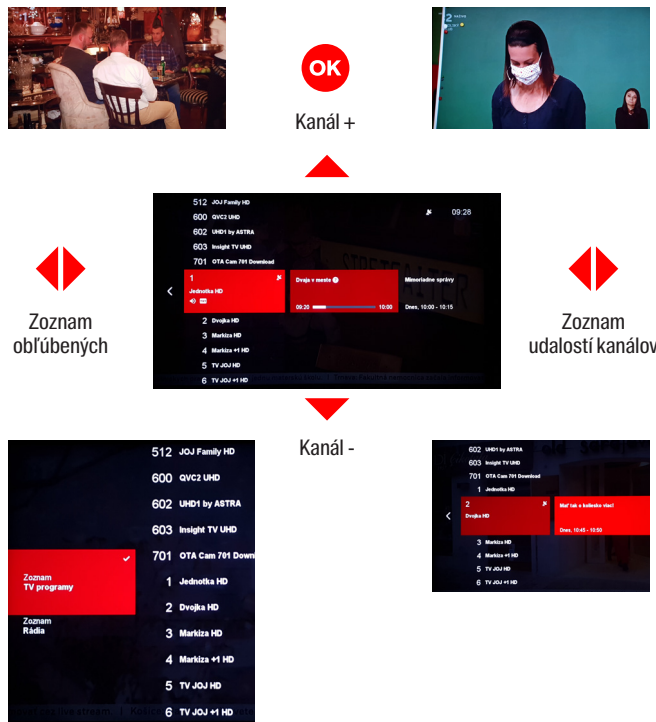 OK
Kanál +
512 JOJ Family HD
600 QVC2 UHD
602 UHD1 by ASTRA
603 Insight TV UHD
701 OTA Cam 701 Download
09:28
1
Jednotka HD
Dvaja v meste
09:20 10:00
Mimoriadne správy
Dnes, 10:00 - 10:15
2 Dvojka HD
3 Markíza HD
4 Markíza +1 HD
5 TV JOJ HD
6 TV JOJ +1 HD
Zoznam
obľúbených
Zoznam
udalostí kanálov
Kanál -
512 JOJ Family HD
600 QVC2 UHD
602 UHD1 by ASTRA
603 Insight TV UHD
701 OTA Cam 701 Down
Zoznam
TV programy
Zoznam
Rádia
1 Jednotka HD
2 Dvojka HD
3 Markiza HD
4 Markiza +1 HD
5 TV JOJ HD
6 TV JOJ +1 HD
602 UHD1 by ASTRA
603 Insight TV UHD
701 OTA Cam 701 Download
1 Jednotka HD
2
Dvojka HD
Dnes, 10:45 - 10:50
3 Markiza HD
4 Markiza +1 HD
5 TV JOJ HD
6 TV JOJ +1 HD